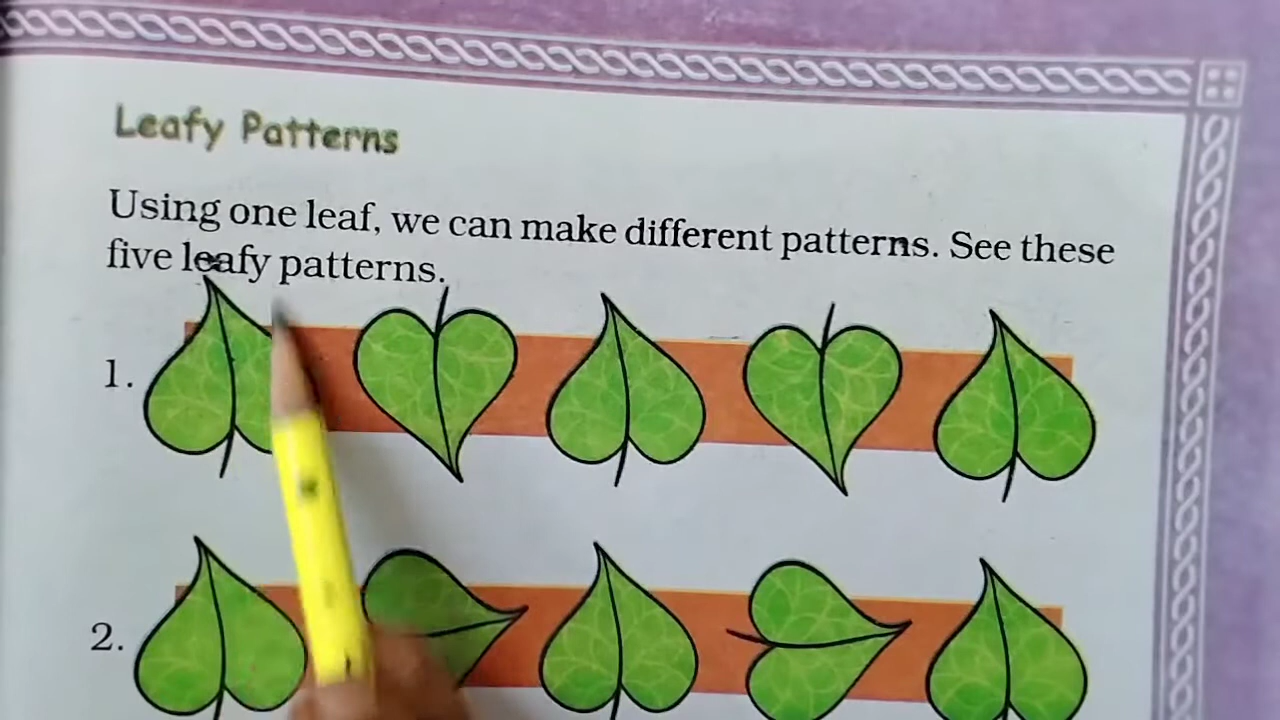 Leafy Patterns
Using one leaf, we can make different patterns. See these
five leafy patterns.
1.
2.